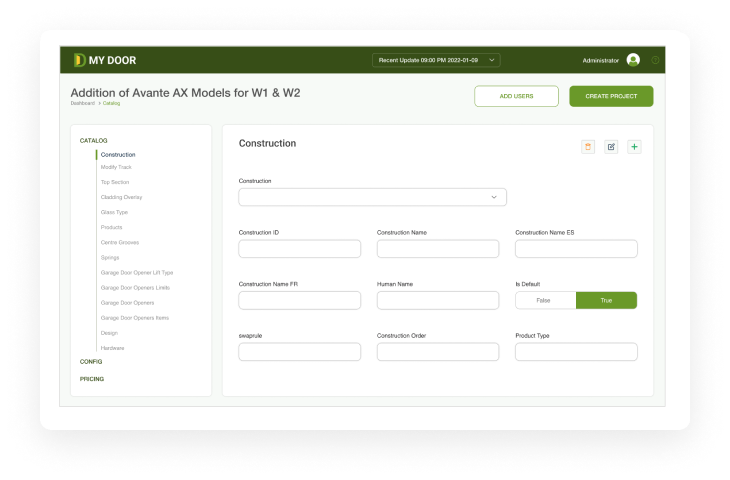 MY DOOR
Recent Update 09:00 PM 2022-01-09
Administrator
Addition of Avante AX Models for W1 & W2
Dashboard > Catalog
ADD USERS
CREATE PROJECT
CATALOG
Construction
Modify Track
Top Section
Cladding Overlay
Glass Type
Products
Centre Grooves
Springs
Garage Door Opener Lift Type
Garage Door Openers Limits
Garage Door Openers
Garage Door Openers Items
Design
Hardware
CONFIG
PRICING
Construction
Construction
Construction ID
Construction Name
Construction Name ES
Construction Name FR
Human Name
Is Default
False
True
swaprule
Construction Order
Product Type